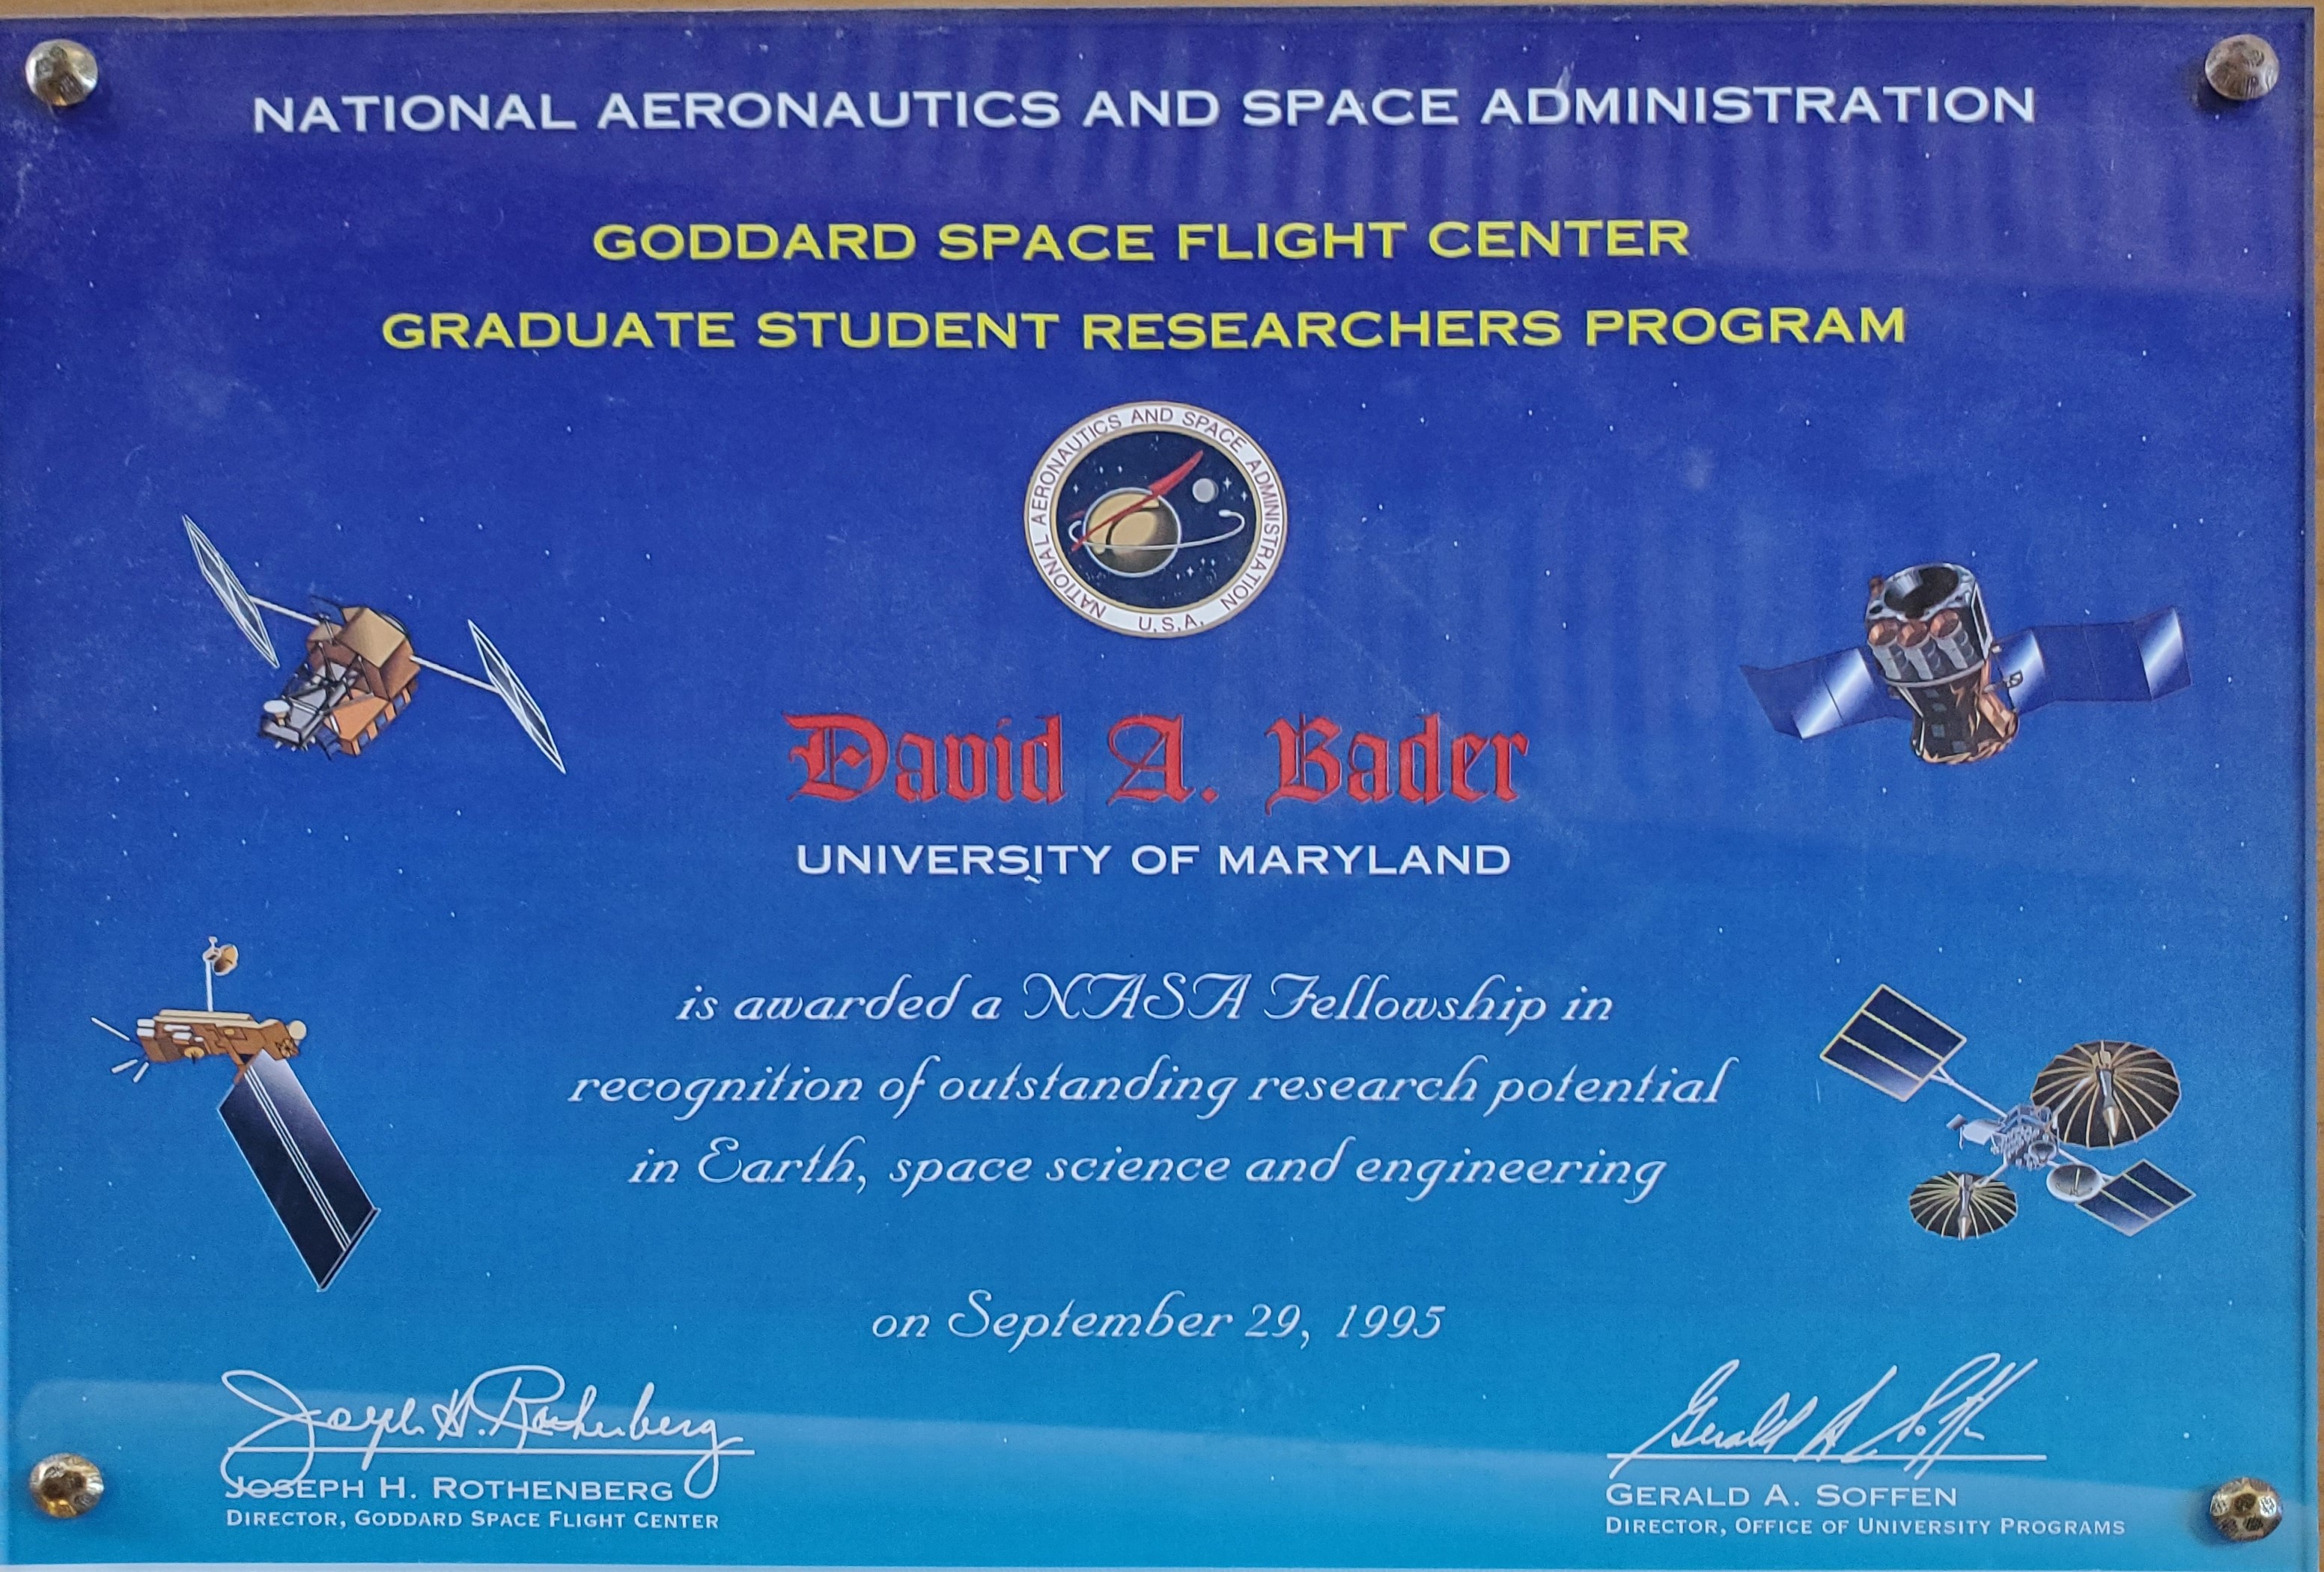 NATIONAL AERONAUTICS AND SPACE ADMINISTRATION
GODDARD SPACE FLIGHT CENTER
GRADUATE STUDENT RESEARCHERS PROGRAM
NATIONAL AERONAUTICS AND SPACE ADMINISTRATION
U.S.A.
David A. Bader
UNIVERSITY OF MARYLAND
is awarded a NASA Fellowship in
recognition of outstanding research potential
in Earth, space science and engineering
on September 29, 1995
Joseph H. Rothenberg
JOSEPH H. ROTHENBERG
DIRECTOR, GODDARD SPACE FLIGHT CENTER
Gerald A Soffen
GERALD A. SOFFEN
DIRECTOR, OFFICE OF UNIVERSITY PROGRAMS